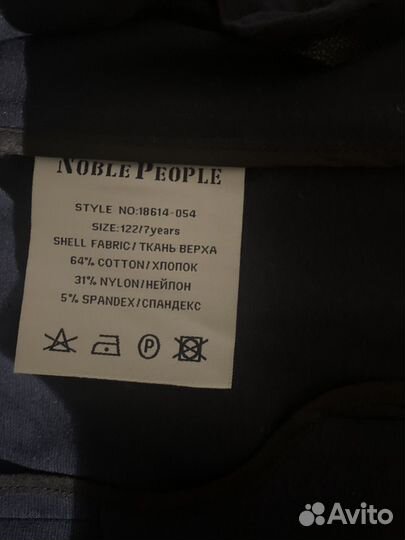 NOBLE PEOPLE
STYLE NO:18614-054
SIZE:122/7years
SHELL FABRIC/ТКАНЬ ВЕРХА
64% COTTON/ХЛОПОК
31% NYLON/НЕЙЛОН
5% SPANDEX/СПАНДЕКС
P
Avito